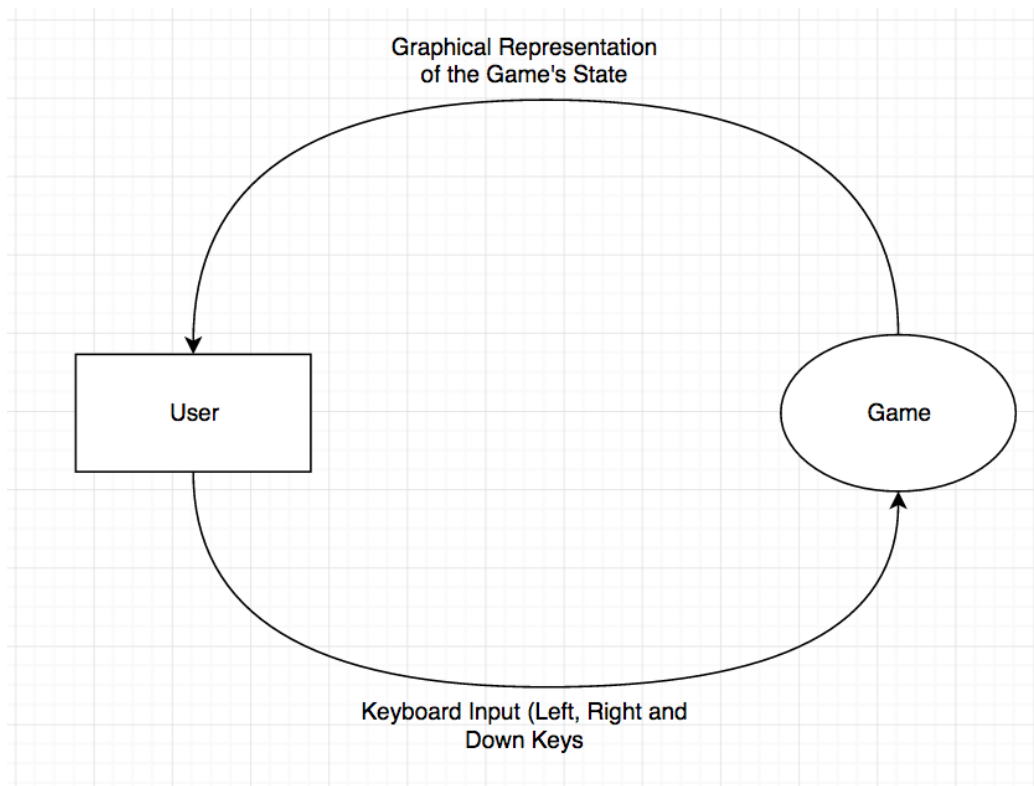 Graphical Representation
of the Game's State
User
Game
Keyboard Input (Left, Right and
Down Keys